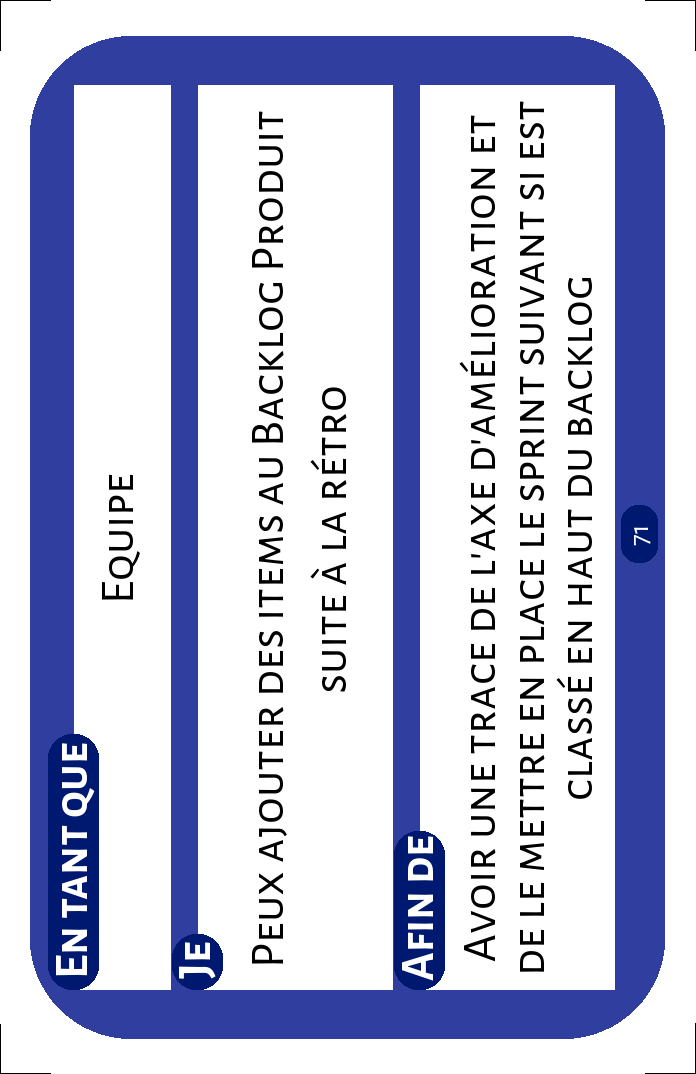 En tant que
Equipe
Je
Peux ajouter des items au Backlog Produit
suite à la rétro
Afin de
Avoir une trace de l'axe d'amélioration et
de le mettre en place le sprint suivant si est
classé en haut du backlog
71